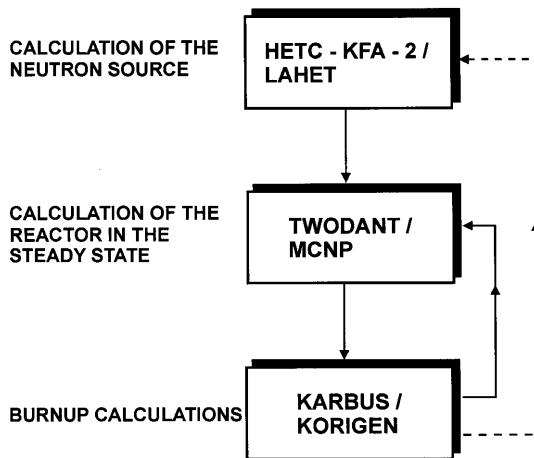 CALCULATION OF THE
NEUTRON SOURCE
HETC - KFA - 2 /
LAHET
CALCULATION OF THE
REACTOR IN THE
STEADY STATE
TWODANT /
MCNP
BURNUP CALCULATIONS
KARBUS /
KORIGEN